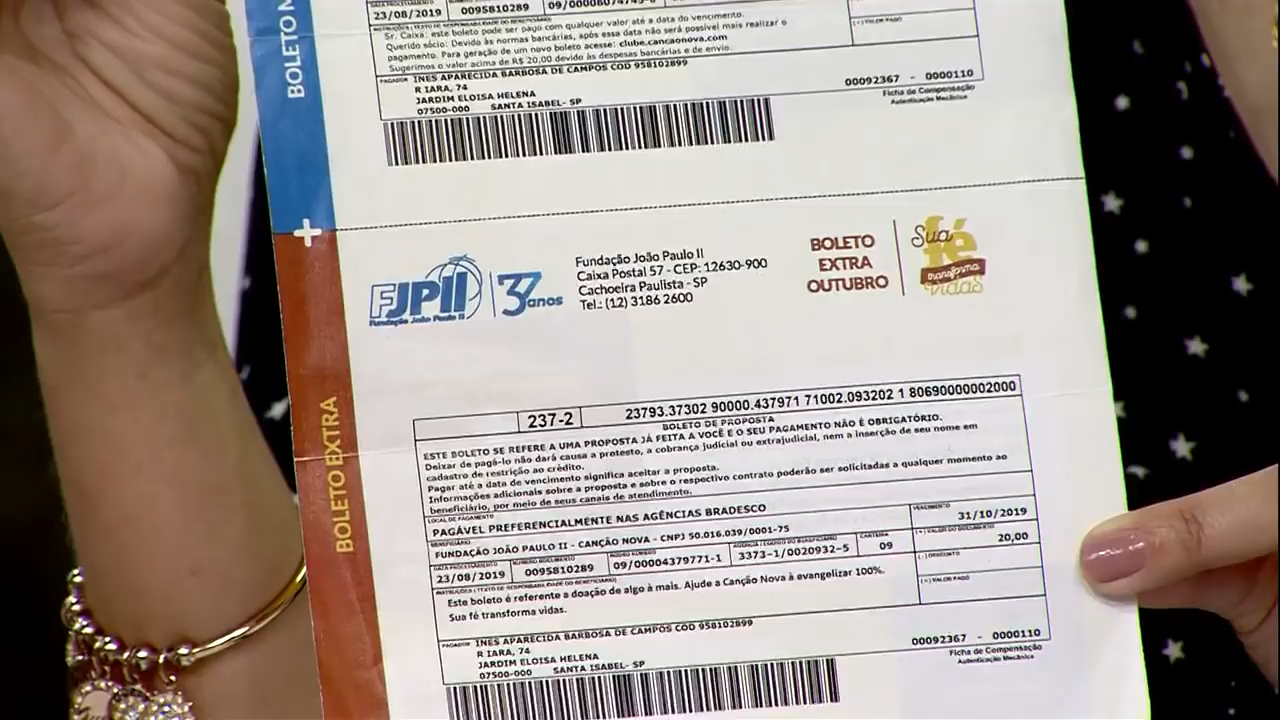 BOLETO M
23/08/2019
0095810289
Sr. Caixa: este boleto pode ser pago com qualquer valor até a data do vencimento.
Querido sócio: Devido às normas bancárias, após essa data não será possível mais realizar o
pagamento. Para geração de um novo boleto acesse: clube.cancaonova.com
Sugerimos o valor acima de R$ 20,00 devido às despesas bancárias e de envio.
(=) VALOR PAGO
PAGADOR INES APARECIDA BARBOSA DE CAMPOS COD 958102899
R IARA, 74
JARDIM ELOISA HELENA
07500-000 SANTA ISABEL- SP
00092367 - 0000110
Ficha de Compensação
Autenticação Mecânica
FJPII
Fundação João Paulo II
37 anos
Fundação João Paulo II
Caixa Postal 57 - CEP: 12630-900
Cachoeira Paulista - SP
Tel.: (12) 3186 2600
BOLETO
EXTRA
OUTUBRO
Sua
fé
transforma
vidas
BOLETO EXTRA
237-2
23793.37302 90000.437971 71002.093202 1 80690000002000
BOLETO DE PROPOSTA
ESTE BOLETO SE REFERE A UMA PROPOSTA JÁ FEITA A VOCÊ E O SEU PAGAMENTO NÃO É OBRIGATÓRIO.
Deixar de pagá-lo não dará causa a protesto, a cobrança judicial ou extrajudicial, nem a inserção de seu nome em
cadastro de restrição ao crédito.
Pagar até a data de vencimento significa aceitar a proposta.
Informações adicionais sobre a proposta e sobre o respectivo contrato poderão ser solicitadas a qualquer momento ao
beneficiário, por meio de seus canais de atendimento.
LOCAL DE PAGAMENTO
PAGÁVEL PREFERENCIALMENTE NAS AGÊNCIAS BRADESCO
VENCIMENTO
31/10/2019
BENEFICIÁRIO
FUNDAÇÃO JOÃO PAULO II - CANÇÃO NOVA - CNPJ 50.016.039/0001-75
(=) VALOR DO DOCUMENTO
20,00
DATA PROCESSAMENTO
23/08/2019
NÚMERO DOCUMENTO
0095810289
NOSSO NÚMERO
09/00004379771-1
AGÊNCIA / CÓDIGO DO BENEFICIÁRIO
3373-1/0020932-5
CARTEIRA
09
(-) DESCONTO
INSTRUÇÕES (TEXTO DE RESPONSABILIDADE DO BENEFICIÁRIO)
Este boleto é referente a doação de algo à mais. Ajude a Canção Nova à evangelizar 100%.
Sua fé transforma vidas.
(=) VALOR PAGO
PAGADOR INES APARECIDA BARBOSA DE CAMPOS COD 958102899
R IARA, 74
JARDIM ELOISA HELENA
07500-000 SANTA ISABEL- SP
00092367 - 0000110
Ficha de Compensação
Autenticação Mecânica